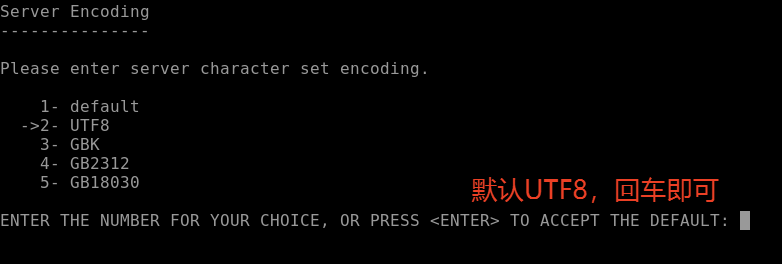 Server Encoding
---------------
Please enter server character set encoding.
1- default
->2- UTF8
3- GBK
4- GB2312
5- GB18030
默认UTF8，回车即可
ENTER THE NUMBER FOR YOUR CHOICE, OR PRESS <ENTER> TO ACCEPT THE DEFAULT: